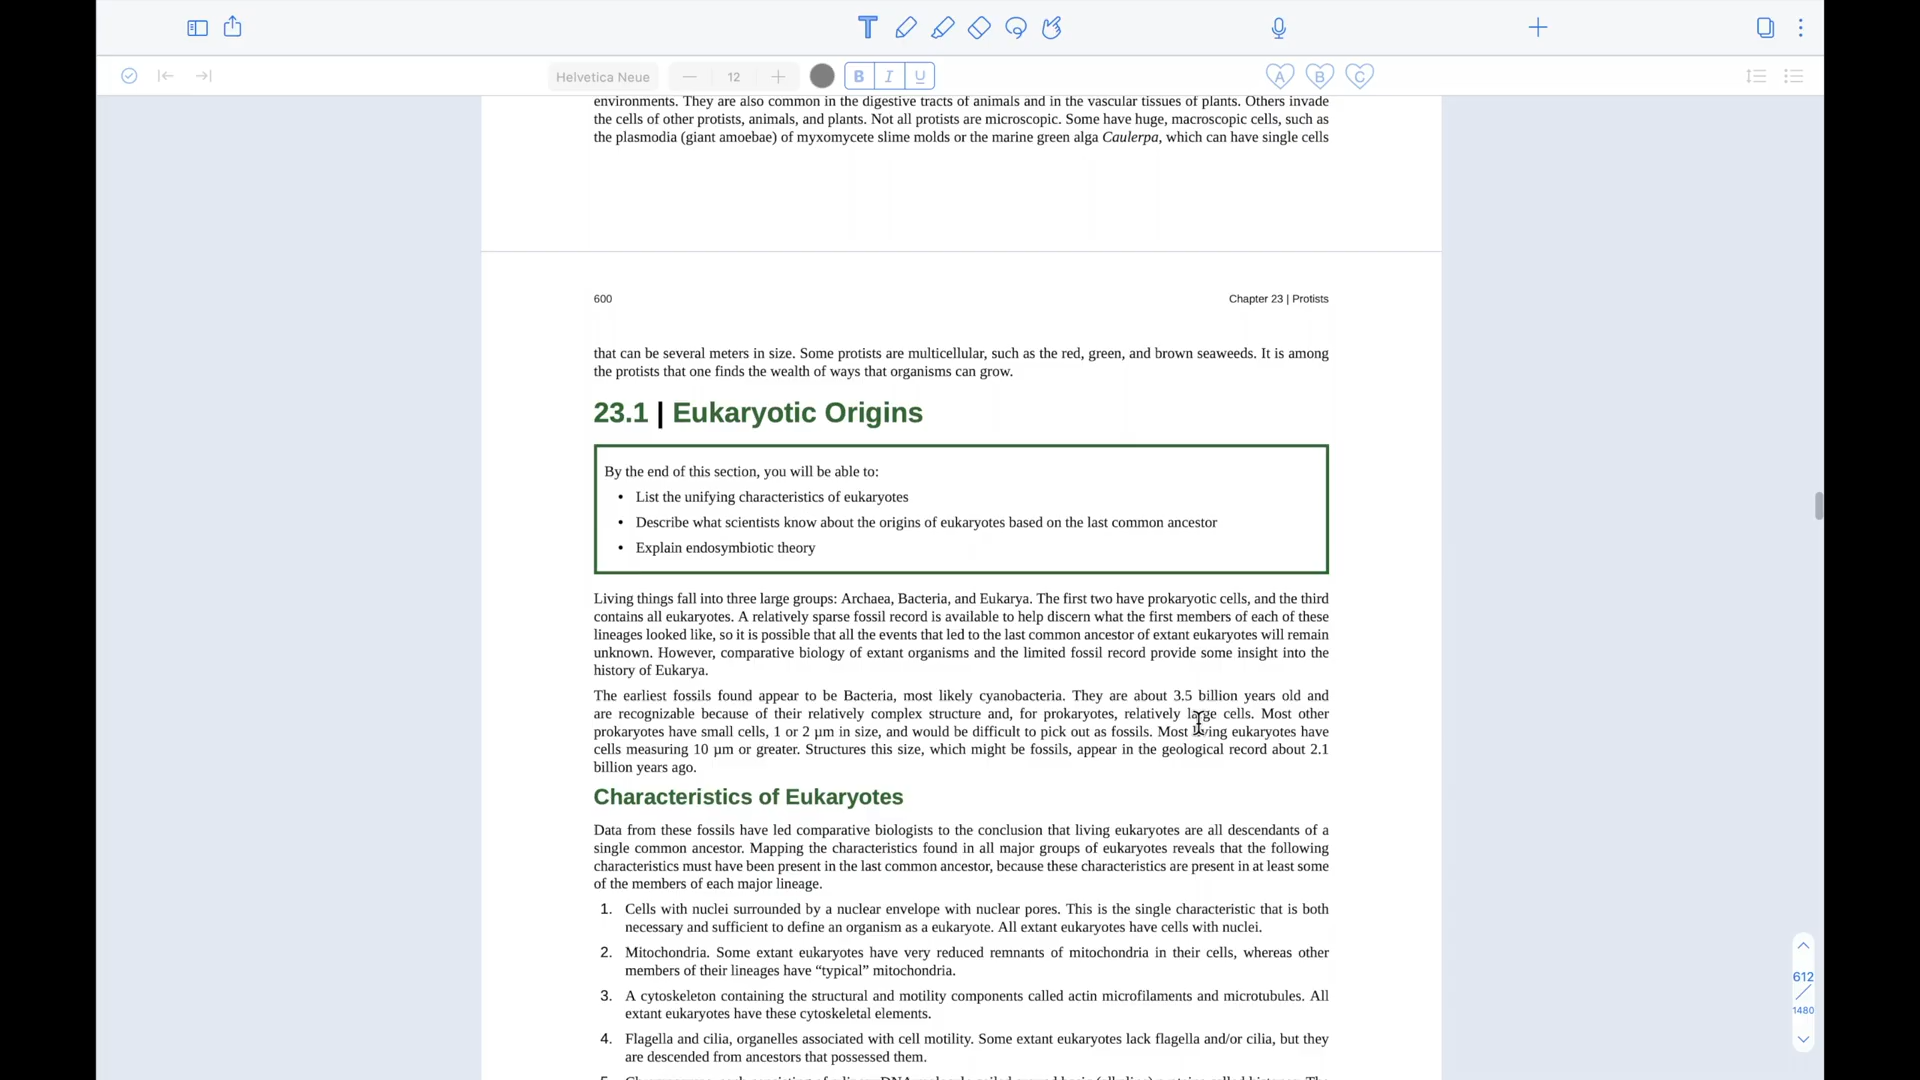 Helvetica Neue
12
B I U
A B C
environments. They are also common in the digestive tracts of animals and in the vascular tissues of plants. Others invade
the cells of other protists, animals, and plants. Not all protists are microscopic. Some have huge, macroscopic cells, such as
the plasmodia (giant amoebae) of myxomycete slime molds or the marine green alga Caulerpa, which can have single cells
600
Chapter 23 | Protists
that can be several meters in size. Some protists are multicellular, such as the red, green, and brown seaweeds. It is among
the protists that one finds the wealth of ways that organisms can grow.
23.1 | Eukaryotic Origins
By the end of this section, you will be able to:
• List the unifying characteristics of eukaryotes
• Describe what scientists know about the origins of eukaryotes based on the last common ancestor
• Explain endosymbiotic theory
Living things fall into three large groups: Archaea, Bacteria, and Eukarya. The first two have prokaryotic cells, and the third
contains all eukaryotes. A relatively sparse fossil record is available to help discern what the first members of each of these
lineages looked like, so it is possible that all the events that led to the last common ancestor of extant eukaryotes will remain
unknown. However, comparative biology of extant organisms and the limited fossil record provide some insight into the
history of Eukarya.
The earliest fossils found appear to be Bacteria, most likely cyanobacteria. They are about 3.5 billion years old and
are recognizable because of their relatively complex structure and, for prokaryotes, relatively large cells. Most other
prokaryotes have small cells, 1 or 2 µm in size, and would be difficult to pick out as fossils. Most living eukaryotes have
cells measuring 10 µm or greater. Structures this size, which might be fossils, appear in the geological record about 2.1
billion years ago.
Characteristics of Eukaryotes
Data from these fossils have led comparative biologists to the conclusion that living eukaryotes are all descendants of a
single common ancestor. Mapping the characteristics found in all major groups of eukaryotes reveals that the following
characteristics must have been present in the last common ancestor, because these characteristics are present in at least some
of the members of each major lineage.
1. Cells with nuclei surrounded by a nuclear envelope with nuclear pores. This is the single characteristic that is both
necessary and sufficient to define an organism as a eukaryote. All extant eukaryotes have cells with nuclei.
2. Mitochondria. Some extant eukaryotes have very reduced remnants of mitochondria in their cells, whereas other
members of their lineages have “typical” mitochondria.
3. A cytoskeleton containing the structural and motility components called actin microfilaments and microtubules. All
extant eukaryotes have these cytoskeletal elements.
4. Flagella and cilia, organelles associated with cell motility. Some extant eukaryotes lack flagella and/or cilia, but they
are descended from ancestors that possessed them.
612
1480